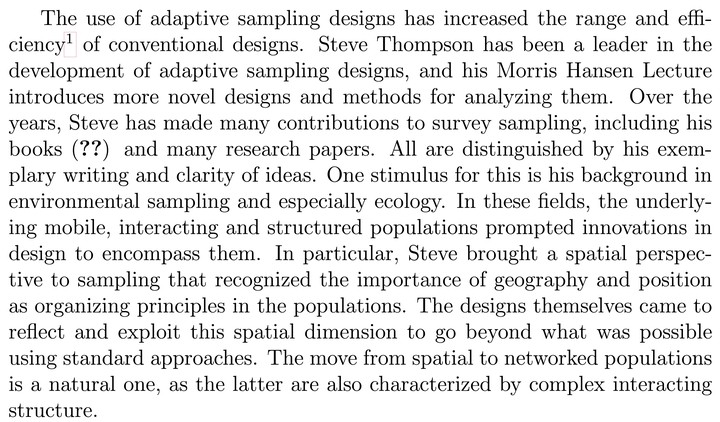 The use of adaptive sampling designs has increased the range and effi-
ciency¹ of conventional designs. Steve Thompson has been a leader in the
development of adaptive sampling designs, and his Morris Hansen Lecture
introduces more novel designs and methods for analyzing them. Over the
years, Steve has made many contributions to survey sampling, including his
books (??) and many research papers. All are distinguished by his exem-
plary writing and clarity of ideas. One stimulus for this is his background in
environmental sampling and especially ecology. In these fields, the underly-
ing mobile, interacting and structured populations prompted innovations in
design to encompass them. In particular, Steve brought a spatial perspec-
tive to sampling that recognized the importance of geography and position
as organizing principles in the populations. The designs themselves came to
reflect and exploit this spatial dimension to go beyond what was possible
using standard approaches. The move from spatial to networked populations
is a natural one, as the latter are also characterized by complex interacting
structure.